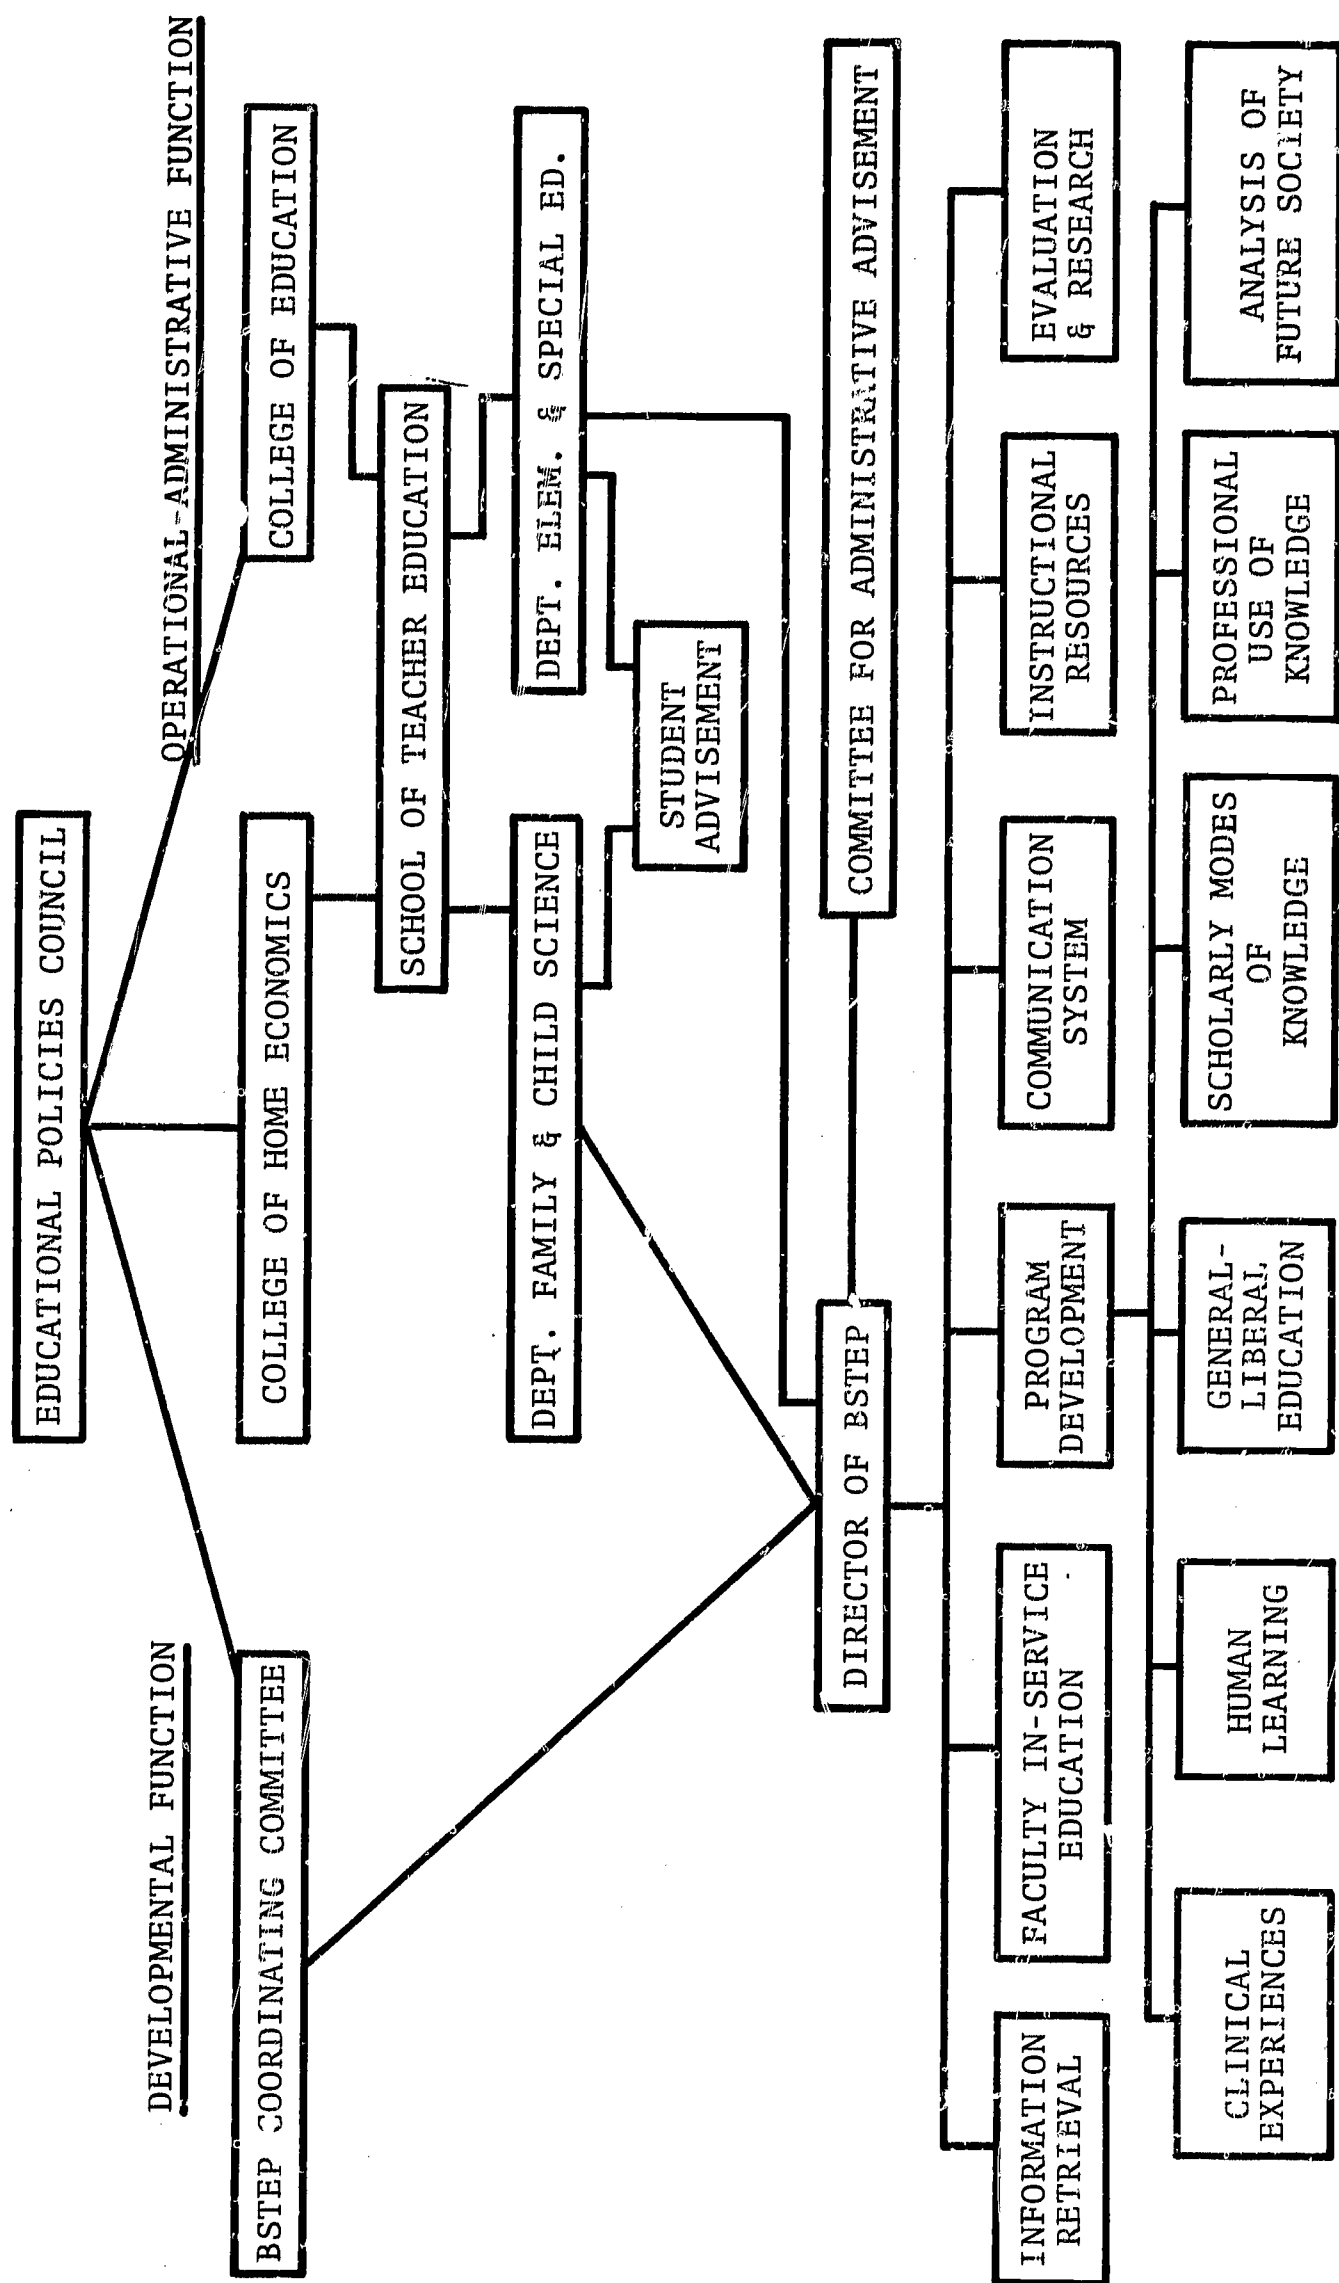 EDUCATIONAL POLICIES COUNCIL
DEVELOPMENTAL FUNCTION
OPERATIONAL-ADMINISTRATIVE FUNCTION
BSTEP COORDINATING COMMITTEE
COLLEGE OF HOME ECONOMICS
COLLEGE OF EDUCATION
SCHOOL OF TEACHER EDUCATION
DEPT. FAMILY & CHILD SCIENCE
DEPT. ELEM. & SPECIAL ED.
STUDENT
ADVISEMENT
DIRECTOR OF BSTEP
COMMITTEE FOR ADMINISTRATIVE ADVISEMENT
INFORMATION
RETRIEVAL
FACULTY IN-SERVICE
EDUCATION
PROGRAM
DEVELOPMENT
COMMUNICATION
SYSTEM
INSTRUCTIONAL
RESOURCES
EVALUATION
& RESEARCH
CLINICAL
EXPERIENCES
HUMAN
LEARNING
GENERAL-
LIBERAL
EDUCATION
SCHOLARLY MODES
OF
KNOWLEDGE
PROFESSIONAL
USE OF
KNOWLEDGE
ANALYSIS OF
FUTURE SOCIETY